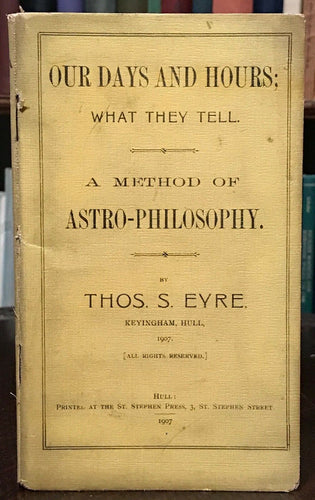 OUR DAYS AND HOURS;
WHAT THEY TELL.
A METHOD OF
ASTRO-PHILOSOPHY.
BY
THOS. S. EYRE.
KEYINGHAM, HULL,
1907.
[ALL RIGHTS RESERVED.]
HULL:
PRINTED AT THE ST. STEPHEN PRESS, 3, ST. STEPHEN STREET.
1907